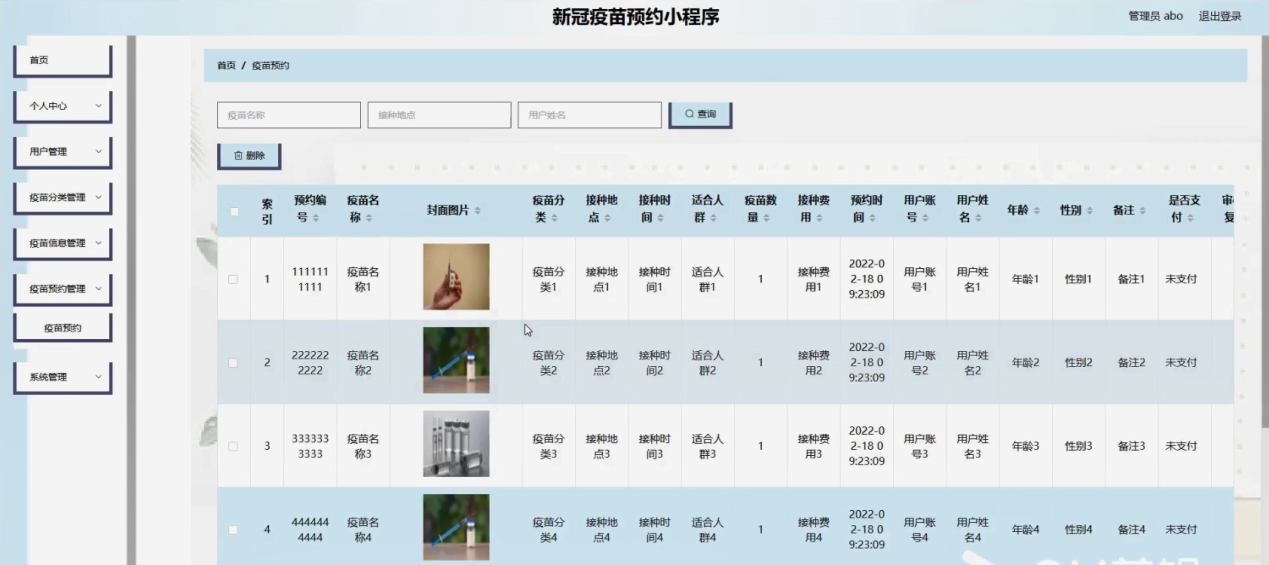 新冠疫苗预约小程序
管理员 abo 退出登录
首页
个人中心
用户管理
疫苗分类管理
疫苗信息管理
疫苗预约管理
疫苗预约
系统管理
首页 / 疫苗预约
疫苗名称 接种地点 用户姓名 查询
删除
索引 预约编号 疫苗名称 封面图片 疫苗分类 接种地点 接种时间 适合人群 疫苗数量 接种费用 预约时间 用户账号 用户姓名 年龄 性别 备注 是否支付
1 1111111111 疫苗名称1 疫苗分类1 接种地点1 接种时间1 适合人群1 1 接种费用1 2022-02-18 09:23:09 用户账号1 用户姓名1 年龄1 性别1 备注1 未支付
2 2222222222 疫苗名称2 疫苗分类2 接种地点2 接种时间2 适合人群2 1 接种费用2 2022-02-18 09:23:09 用户账号2 用户姓名2 年龄2 性别2 备注2 未支付
3 3333333333 疫苗名称3 疫苗分类3 接种地点3 接种时间3 适合人群3 1 接种费用3 2022-02-18 09:23:09 用户账号3 用户姓名3 年龄3 性别3 备注3 未支付
4 4444444444 疫苗名称4 疫苗分类4 接种地点4 接种时间4 适合人群4 1 接种费用4 2022-02-18 09:23:09 用户账号4 用户姓名4 年龄4 性别4 备注4 未支付